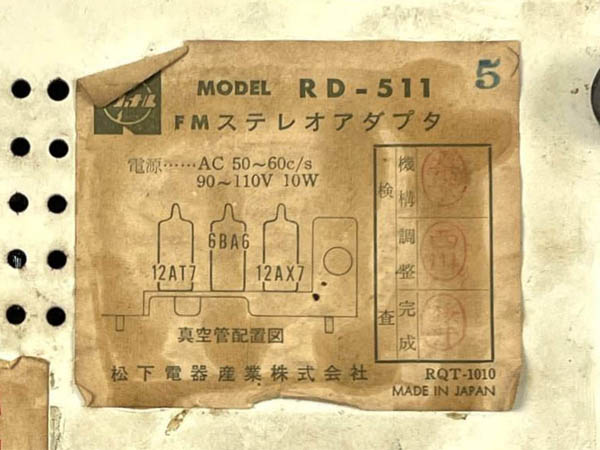 5
MODEL RD-511
FMステレオアダプタ
電源……AC 50~60c/s
90~110V 10W
12AT7
6BA6
12AX7
真空管配置図
検査
機構
調整
完成
松下電器産業株式会社
RQT-1010
MADE IN JAPAN